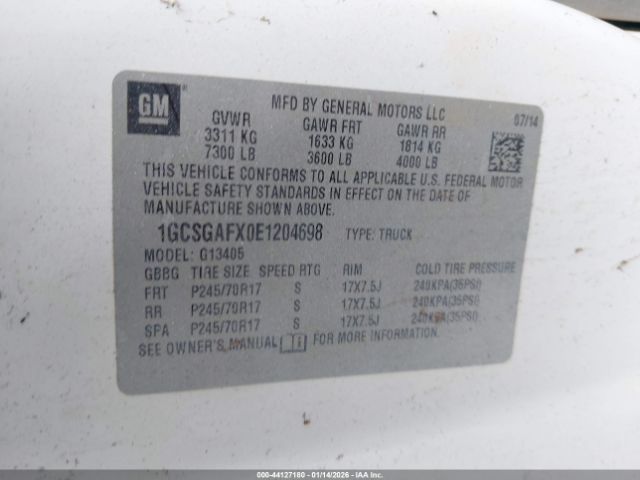 GM
MFD BY GENERAL MOTORS LLC
07/14
GVWR GAWR FRT GAWR RR
3311 KG 1633 KG 1814 KG
7300 LB 3600 LB 4000 LB
THIS VEHICLE CONFORMS TO ALL APPLICABLE U.S. FEDERAL MOTOR
VEHICLE SAFETY STANDARDS IN EFFECT ON THE DATE OF
MANUFACTURE SHOWN ABOVE.
1GCSGAFX0E1204698 TYPE: TRUCK
MODEL: G13405
GBBG TIRE SIZE SPEED RTG RIM COLD TIRE PRESSURE
FRT P245/70R17 S 17X7.5J 240KPA(35PSI)
RR P245/70R17 S 17X7.5J 240KPA(35PSI)
SPA P245/70R17 S 17X7.5J 240KPA(35PSI)
SEE OWNER'S MANUAL FOR MORE INFORMATION.
000-44127180 - 01/14/2026 - IAAI.COM